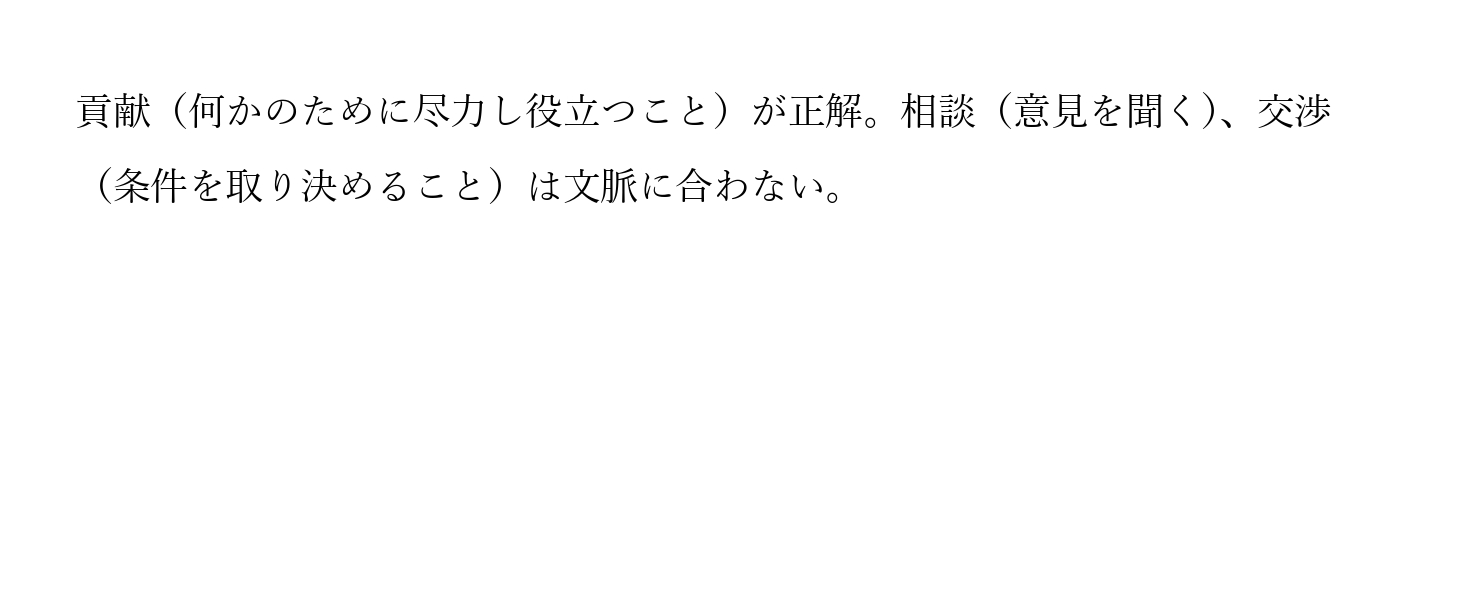 貢献（何かのために尽力し役立つこと）が正解。相談（意見を聞く）、交渉
（条件を取り決めること）は文脈に合わない。